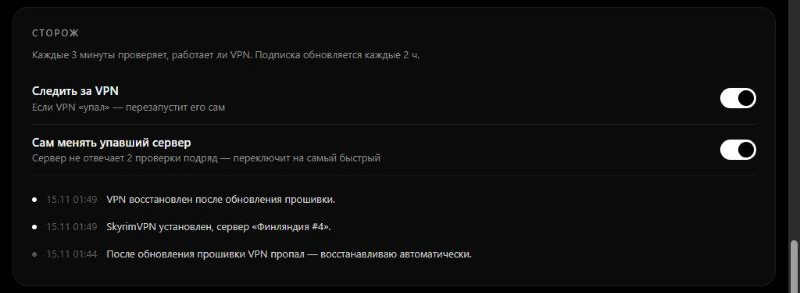 СТОРОЖ
Каждые 3 минуты проверяет, работает ли VPN. Подписка обновляется каждые 2 ч.
Следить за VPN
Если VPN «упал» — перезапустит его сам
Сам менять упавший сервер
Сервер не отвечает 2 проверки подряд — переключит на самый быстрый
15.11 01:49 VPN восстановлен после обновления прошивки.
15.11 01:49 SkyrimVPN установлен, сервер «Финляндия #4».
15.11 01:44 После обновления прошивки VPN пропал — восстанавливаю автоматически.